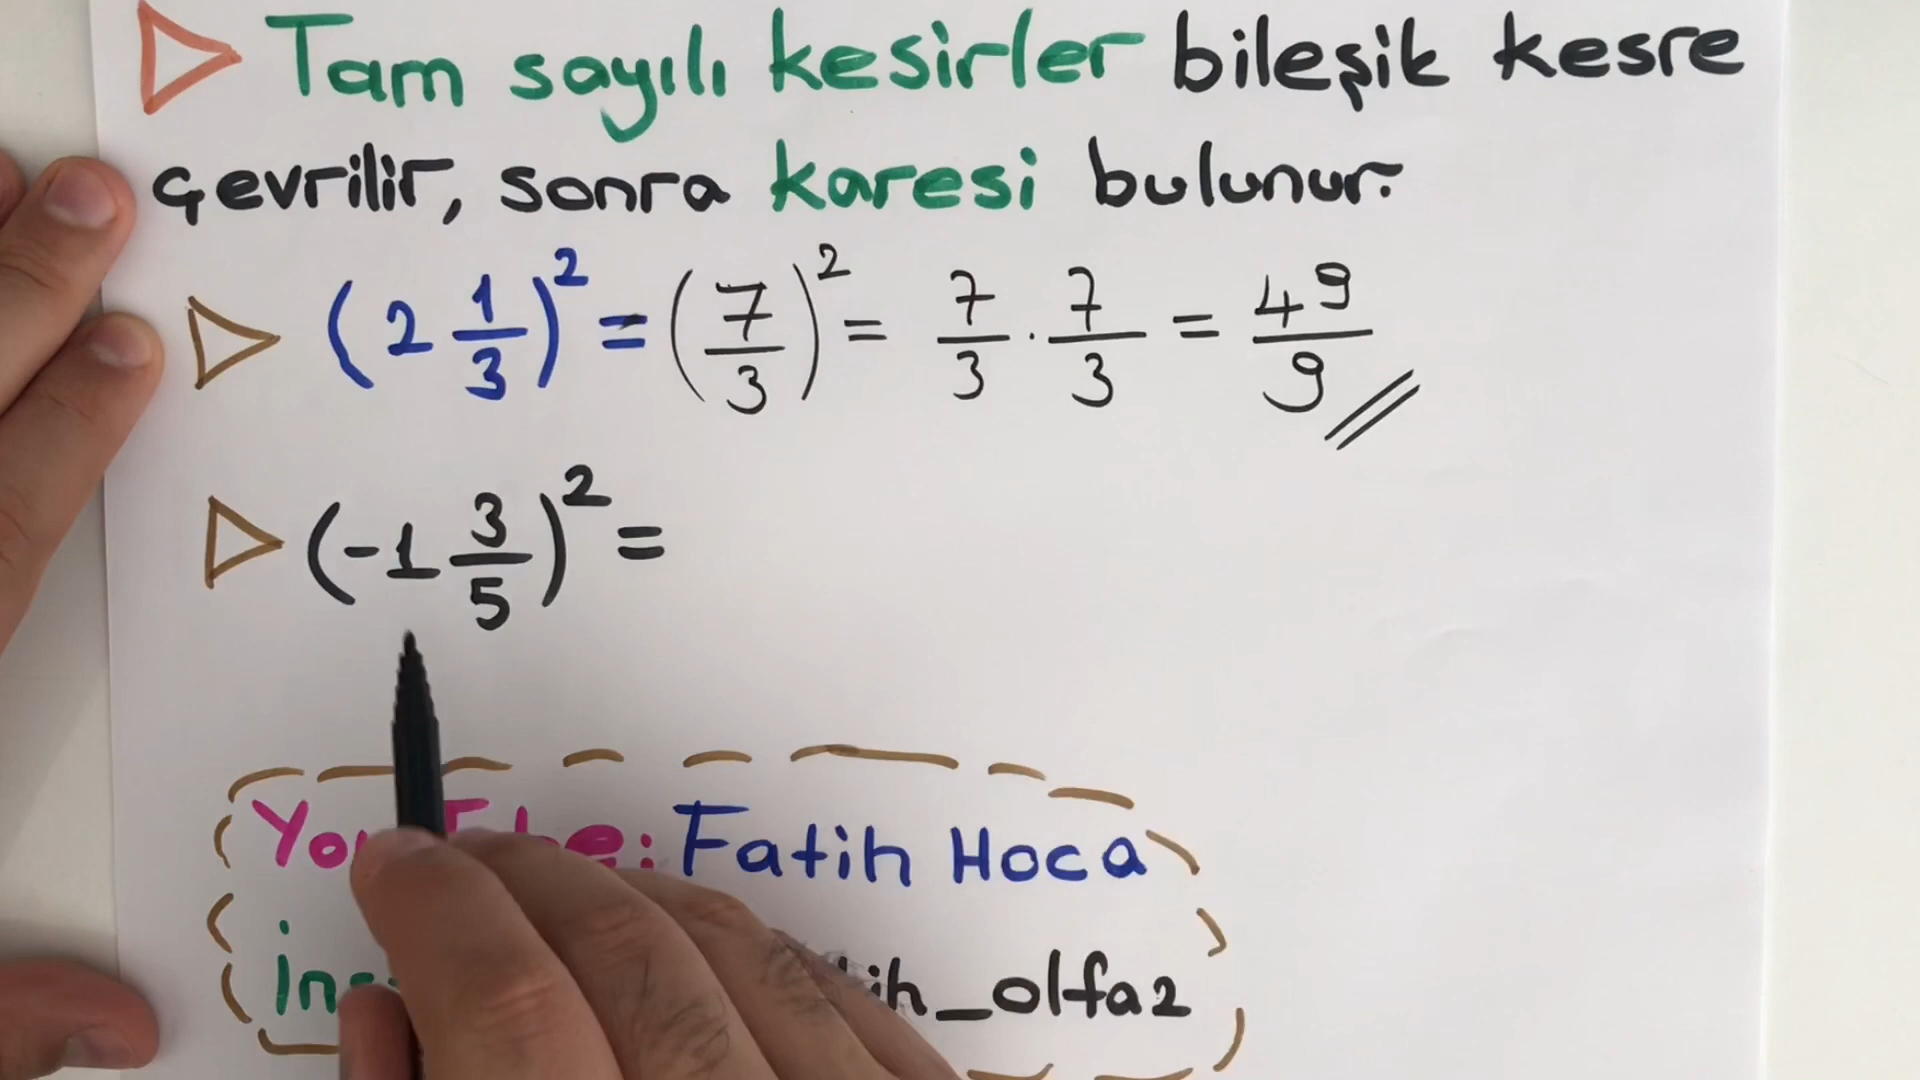 Tam sayılı kesirler bileşik kesre
çevrilir, sonra karesi bulunur.
(2 1/3)² = (7/3)² = 7/3 · 7/3 = 49/9
(-1 3/5)² =
Fatih Hoca